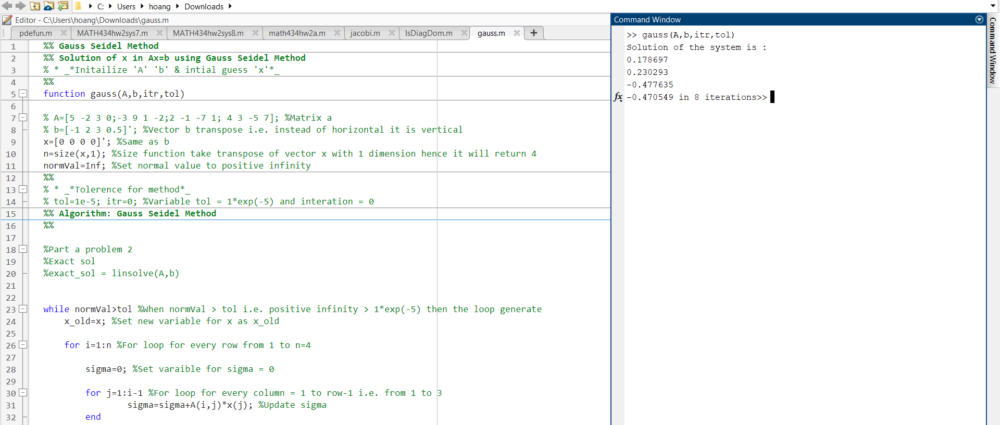 C: Users hoang Downloads
Editor - C:\Users\hoang\Downloads\gauss.m
pdefun.m MATH434hw2sys7.m MATH434hw2sys8.m math434hw2a.m jacobi.m IsDiagDom.m gauss.m +
1 %% Gauss Seidel Method
2 %% Solution of x in Ax=b using Gauss Seidel Method
3 % * _*Initailize 'A' 'b' & intial guess 'x'*_
4 %%
5 function gauss(A,b,itr,tol)
6
7 % A=[5 -2 3 0;-3 9 1 -2;2 -1 -7 1; 4 3 -5 7]; %Matrix a
8 % b=[-1 2 3 0.5]'; %Vector b transpose i.e. instead of horizontal it is vertical
9 x=[0 0 0 0]'; %Same as b
10 n=size(x,1); %Size function take transpose of vector x with 1 dimension hence it will return 4
11 normVal=Inf; %Set normal value to positive infinity
12 %%
13 % * _*Tolerence for method*_
14 % tol=1e-5; itr=0; %Variable tol = 1*exp(-5) and interation = 0
15 %% Algorithm: Gauss Seidel Method
16 %%
17
18 %Part a problem 2
19 %Exact sol
20 %exact_sol = linsolve(A,b)
21
22
23 while normVal>tol %When normVal > tol i.e. positive infinity > 1*exp(-5) then the loop generate
24 x_old=x; %Set new variable for x as x_old
25
26 for i=1:n %For loop for every row from 1 to n=4
27
28 sigma=0; %Set varaible for sigma = 0
29
30 for j=1:i-1 %For loop for every column = 1 to row-1 i.e. from 1 to 3
31 sigma=sigma+A(i,j)*x(j); %Update sigma
32 end
Command Window
>> gauss(A,b,itr,tol)
Solution of the system is :
0.178697
0.230293
-0.477635
fx -0.470549 in 8 iterations>>
Command Window